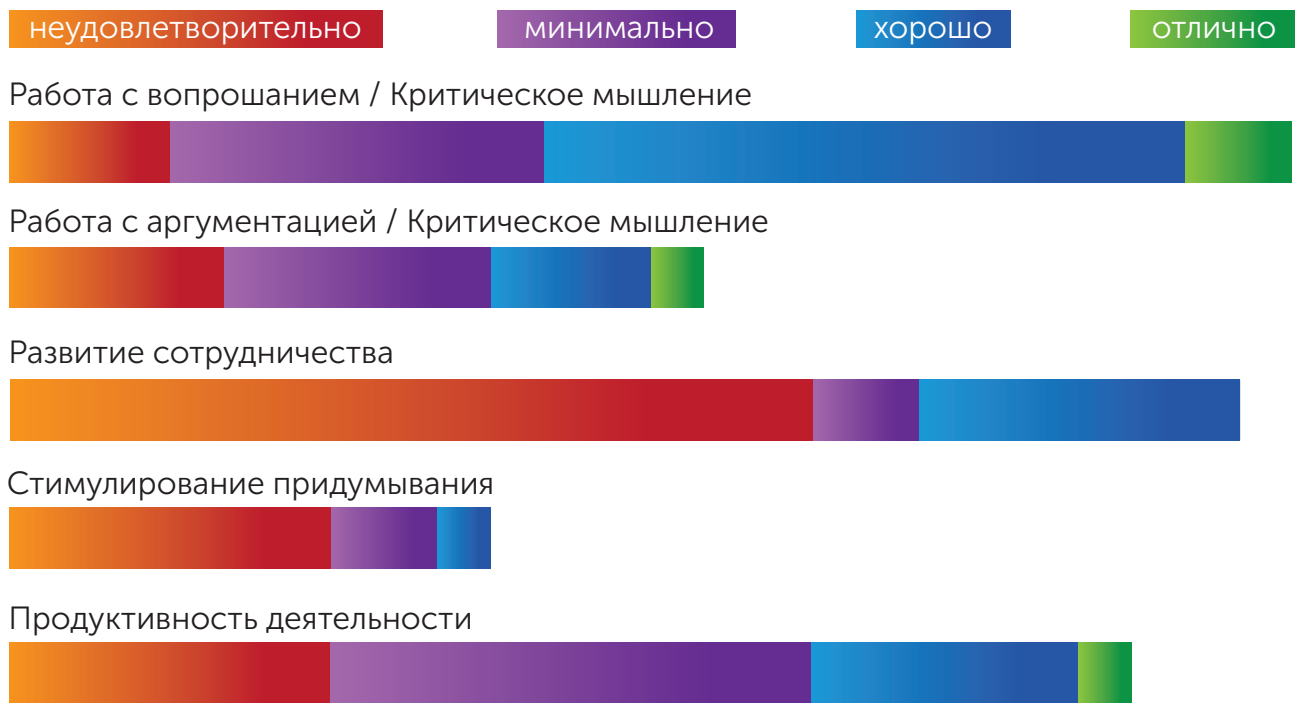 неудовлетворительно минимально хорошо отлично
Работа с вопрошанием / Критическое мышление
Работа с аргументацией / Критическое мышление
Развитие сотрудничества
Стимулирование придумывания
Продуктивность деятельности